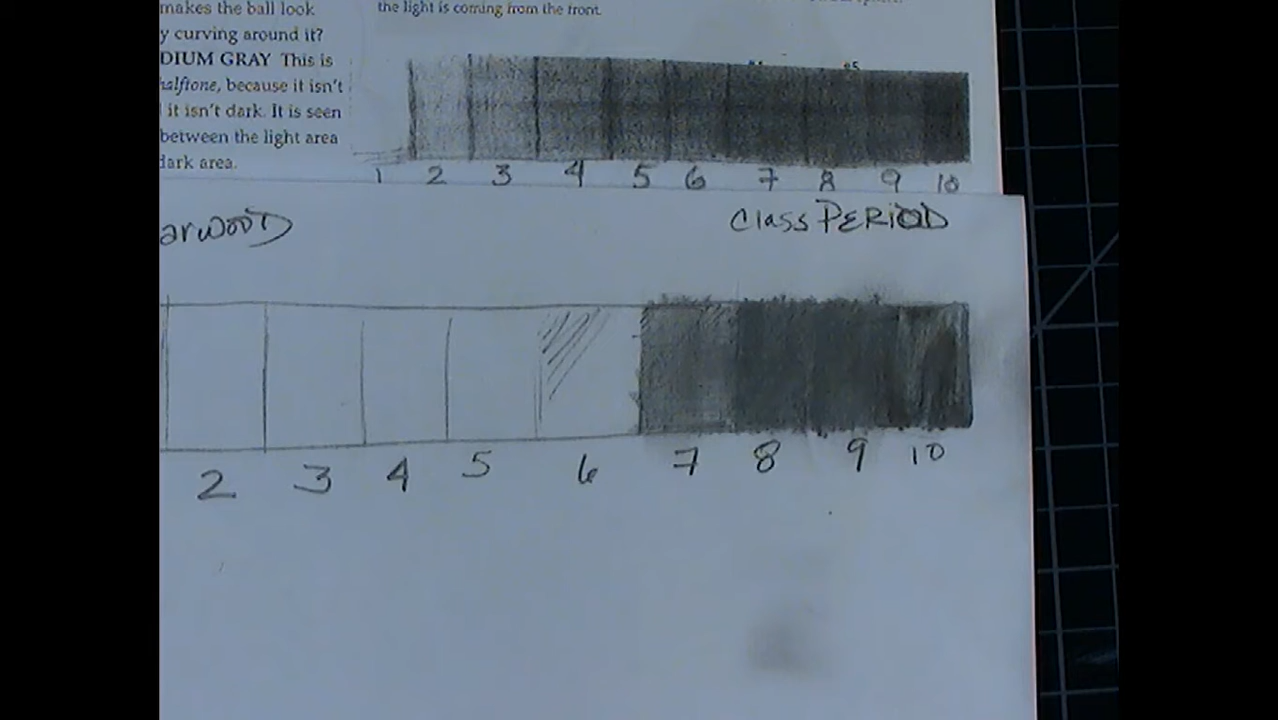 makes the ball look
y curving around it?
DIUM GRAY This is
halftone, because it isn't
it isn't dark. It is seen
between the light area
dark area.
the light is coming from the front.
1 2 3 4 5 6 7 8 9 10
arwooD
Class PERiOD
2 3 4 5 6 7 8 9 10